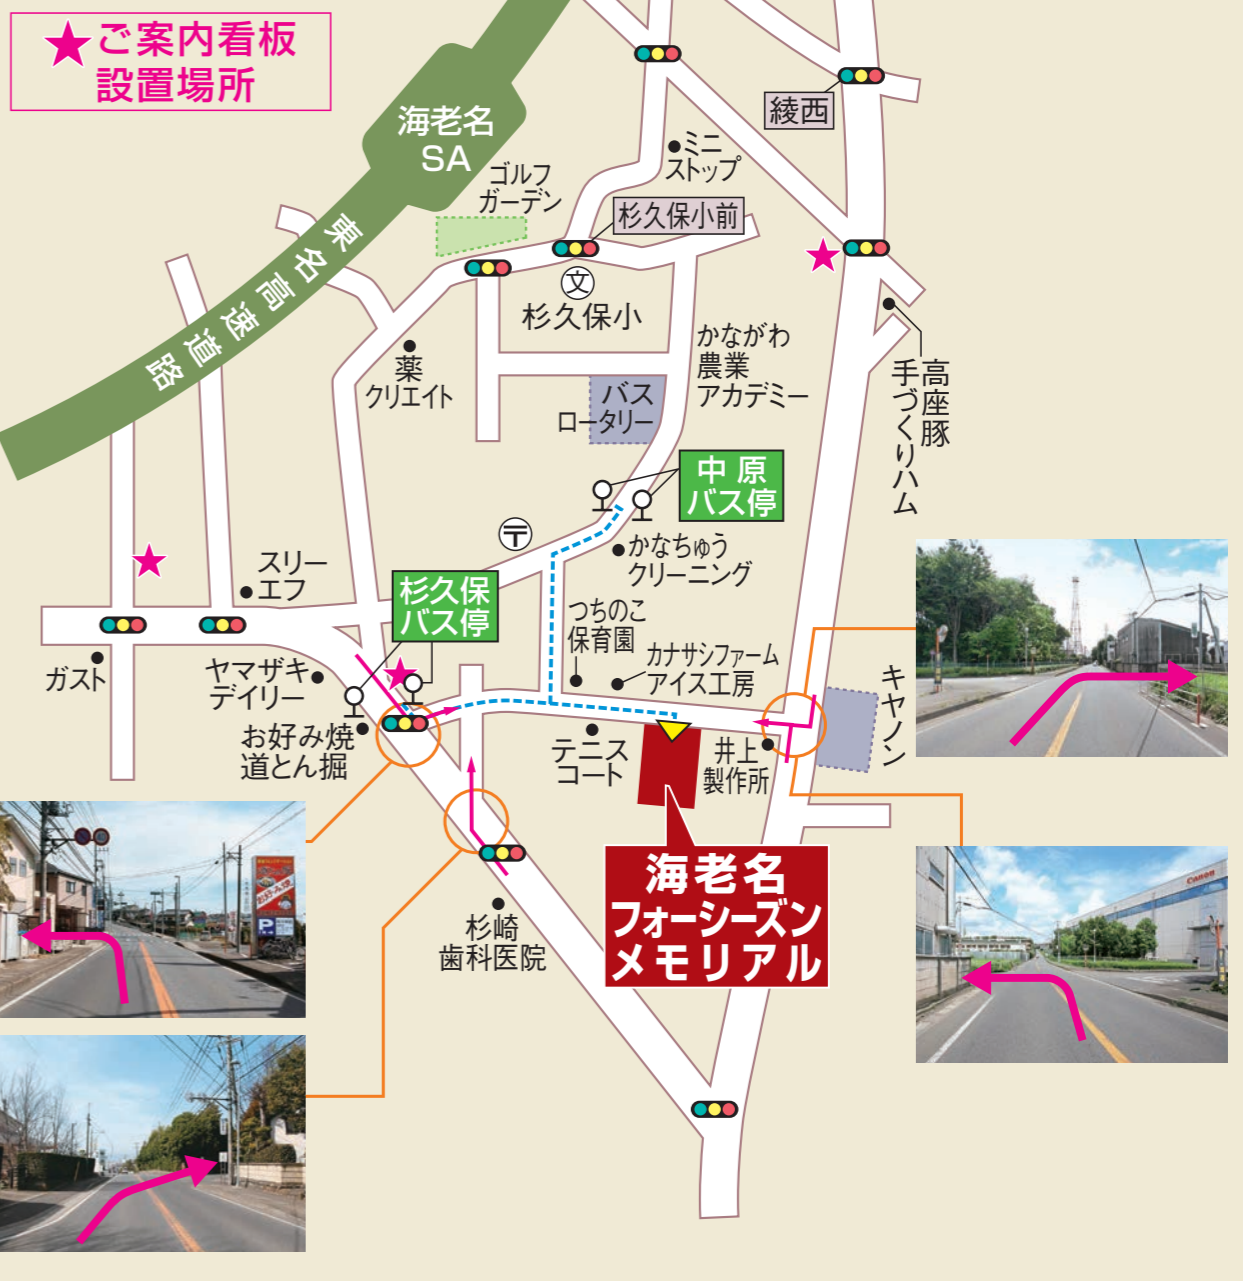 ★ご案内看板
設置場所
海老名
SA
東名高速道路
綾西
ミニ
ストップ
ゴルフ
ガーデン
杉久保小前
文
杉久保小
かながわ
農業
アカデミー
薬
クリエイト
バス
ロータリー
高座豚
手づくりハム
中原
バス停
〒
かなちゅう
クリーニング
スリー
エフ
杉久保
バス停
つちのこ
保育園
カナサシファーム
アイス工房
ガスト
ヤマザキ
デイリー
お好み焼
道とん掘
テニス
コート
井上
製作所
キヤノン
海老名
フォーシーズン
メモリアル
杉崎
歯科医院
Canon
P